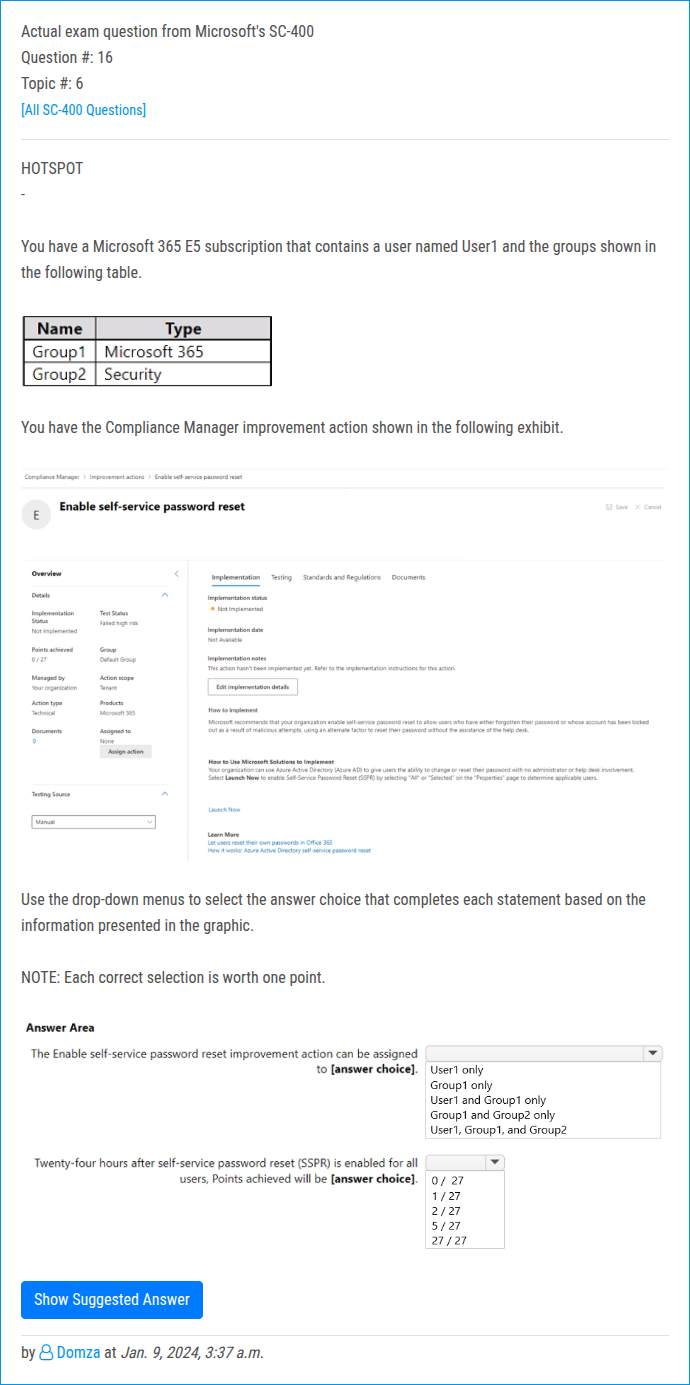 Actual exam question from Microsoft's SC-400
Question #: 16
Topic #: 6
[All SC-400 Questions]
HOTSPOT
-
You have a Microsoft 365 E5 subscription that contains a user named User1 and the groups shown in
the following table.
Name Type
Group1 Microsoft 365
Group2 Security
You have the Compliance Manager improvement action shown in the following exhibit.
Compliance Manager > Improvement actions > Enable self-service password reset
E Enable self-service password reset
Save Cancel
Overview
Details
Implementation Status
Not Implemented
Test Status
Failed high risk
Points achieved
0 / 27
Group
Default Group
Managed by
Your organization
Action scope
Tenant
Action type
Technical
Products
Microsoft 365
Documents
0
Assigned to
None
Assign action
Testing Source
Manual
Implementation Testing Standards and Regulations Documents
Implementation status
Not Implemented
Implementation date
Not Available
Implementation notes
This action hasn't been implemented yet. Refer to the implementation instructions for this action.
Edit implementation details
How to implement
Microsoft recommends that your organization enable self-service password reset to allow users who have either forgotten their password or whose account has been locked
out as a result of malicious attempts, using an alternate factor to reset their password without the assistance of the help desk.
How to Use Microsoft Solutions to Implement
Your organization can use Azure Active Directory (Azure AD) to give users the ability to change or reset their password with no administrator or help desk involvement.
Select Launch Now to enable Self-Service Password Reset (SSPR) by selecting "All" or "Selected" on the "Properties" page to determine applicable users.
Launch Now
Learn More
Let users reset their own passwords in Office 365
How it works: Azure Active Directory self-service password reset
Use the drop-down menus to select the answer choice that completes each statement based on the
information presented in the graphic.
NOTE: Each correct selection is worth one point.
Answer Area
The Enable self-service password reset improvement action can be assigned
to [answer choice].
User1 only
Group1 only
User1 and Group1 only
Group1 and Group2 only
User1, Group1, and Group2
Twenty-four hours after self-service password reset (SSPR) is enabled for all
users, Points achieved will be [answer choice].
0 / 27
1 / 27
2 / 27
5 / 27
27 / 27
Show Suggested Answer
by Domza at Jan. 9, 2024, 3:37 a.m.